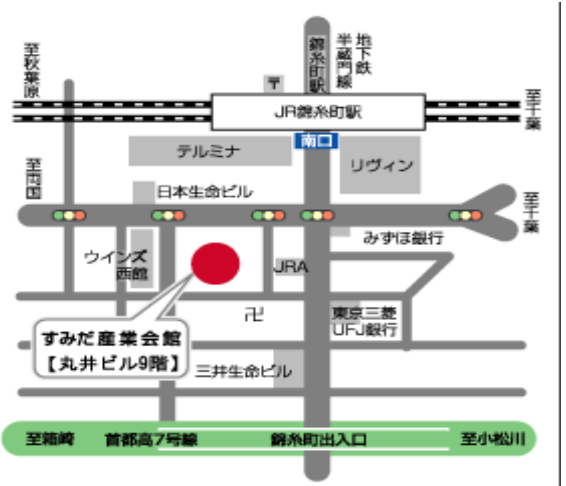 至秋葉原
錦糸町駅
地下鉄
半蔵門線
〒
JR錦糸町駅
至千葉
南口
テルミナ
リヴィン
至両国
日本生命ビル
至千葉
みずほ銀行
ウインズ
西館
JRA
卍
東京三菱
UFJ銀行
すみだ産業会館
【丸井ビル9階】
三井生命ビル
至箱崎
首都高7号線
錦糸町出入口
至小松川